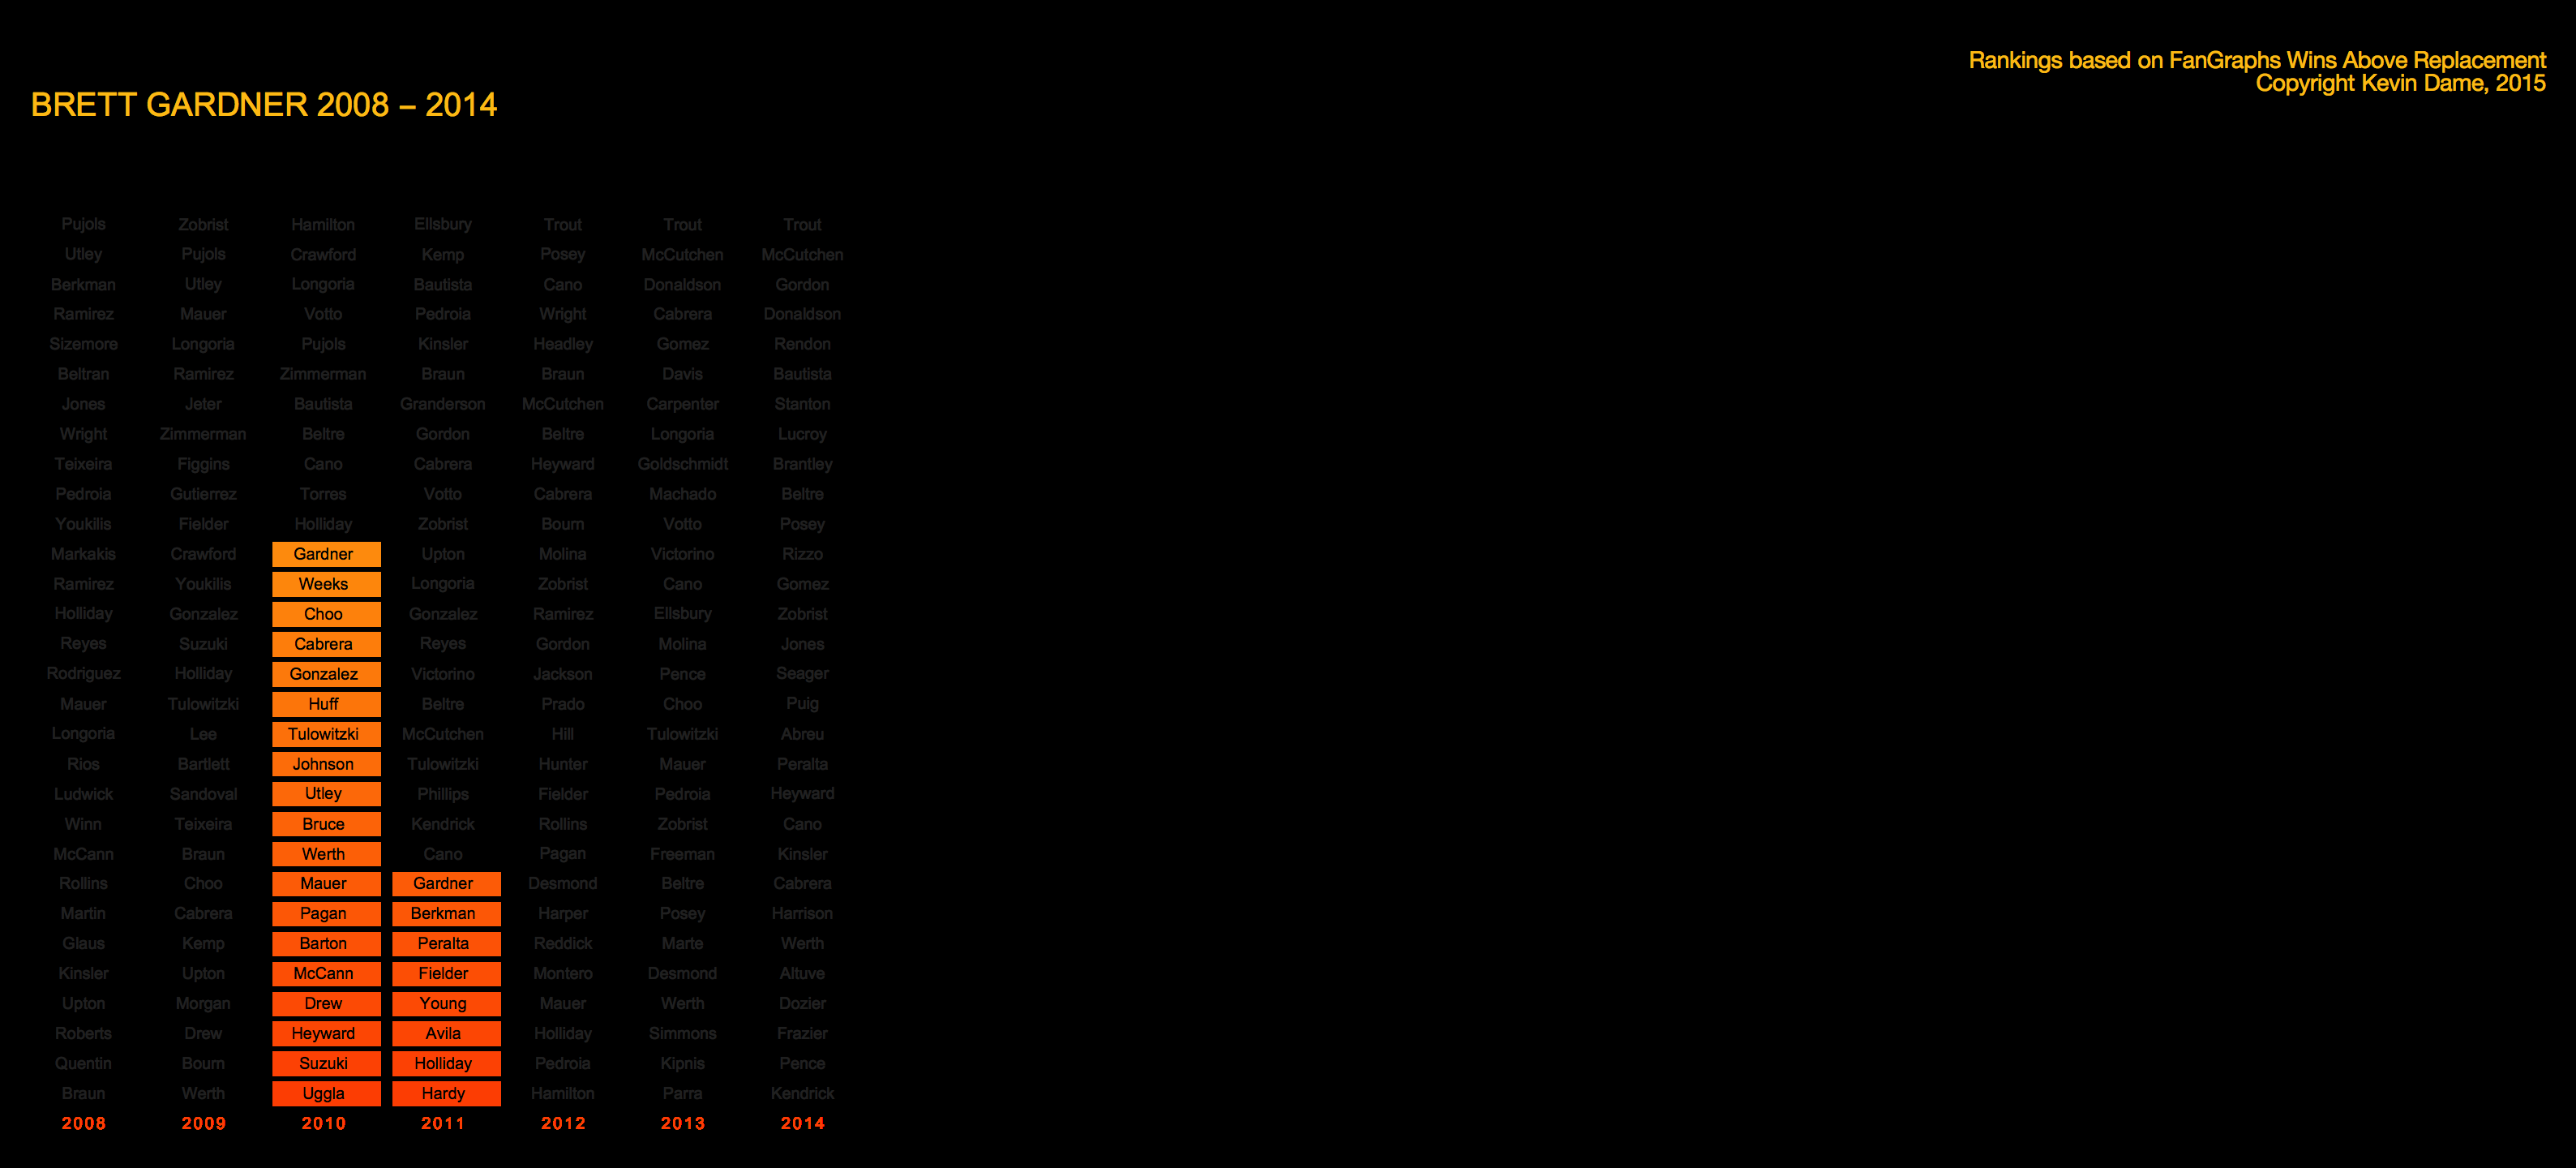 Rankings based on FanGraphs Wins Above Replacement
Copyright Kevin Dame, 2015
BRETT GARDNER 2008 – 2014
Pujols Zobrist Hamilton Ellsbury Trout Trout Trout
Utley Pujols Crawford Kemp Posey McCutchen McCutchen
Berkman Utley Longoria Bautista Cano Donaldson Gordon
Ramirez Mauer Votto Pedroia Wright Cabrera Donaldson
Sizemore Longoria Pujols Kinsler Headley Gomez Rendon
Beltran Ramirez Zimmerman Braun Braun Davis Bautista
Jones Jeter Bautista Granderson McCutchen Carpenter Stanton
Wright Zimmerman Beltre Gordon Beltre Longoria Lucroy
Teixeira Figgins Cano Cabrera Heyward Goldschmidt Brantley
Pedroia Gutierrez Torres Votto Cabrera Machado Beltre
Youkilis Fielder Holliday Zobrist Bourn Votto Posey
Markakis Crawford Gardner Upton Molina Victorino Rizzo
Ramirez Youkilis Weeks Longoria Zobrist Cano Gomez
Holliday Gonzalez Choo Gonzalez Ramirez Ellsbury Zobrist
Reyes Suzuki Cabrera Reyes Gordon Molina Jones
Rodriguez Holliday Gonzalez Victorino Jackson Pence Seager
Mauer Tulowitzki Huff Beltre Prado Choo Puig
Longoria Lee Tulowitzki McCutchen Hill Tulowitzki Abreu
Rios Bartlett Johnson Tulowitzki Hunter Mauer Peralta
Ludwick Sandoval Utley Phillips Fielder Pedroia Heyward
Winn Teixeira Bruce Kendrick Rollins Zobrist Cano
McCann Braun Werth Cano Pagan Freeman Kinsler
Rollins Choo Mauer Gardner Desmond Beltre Cabrera
Martin Cabrera Pagan Berkman Harper Posey Harrison
Glaus Kemp Barton Peralta Reddick Marte Werth
Kinsler Upton McCann Fielder Montero Desmond Altuve
Upton Morgan Drew Young Mauer Werth Dozier
Roberts Drew Heyward Avila Holliday Simmons Frazier
Quentin Bourn Suzuki Holliday Pedroia Kipnis Pence
Braun Werth Uggla Hardy Hamilton Parra Kendrick
2008 2009 2010 2011 2012 2013 2014